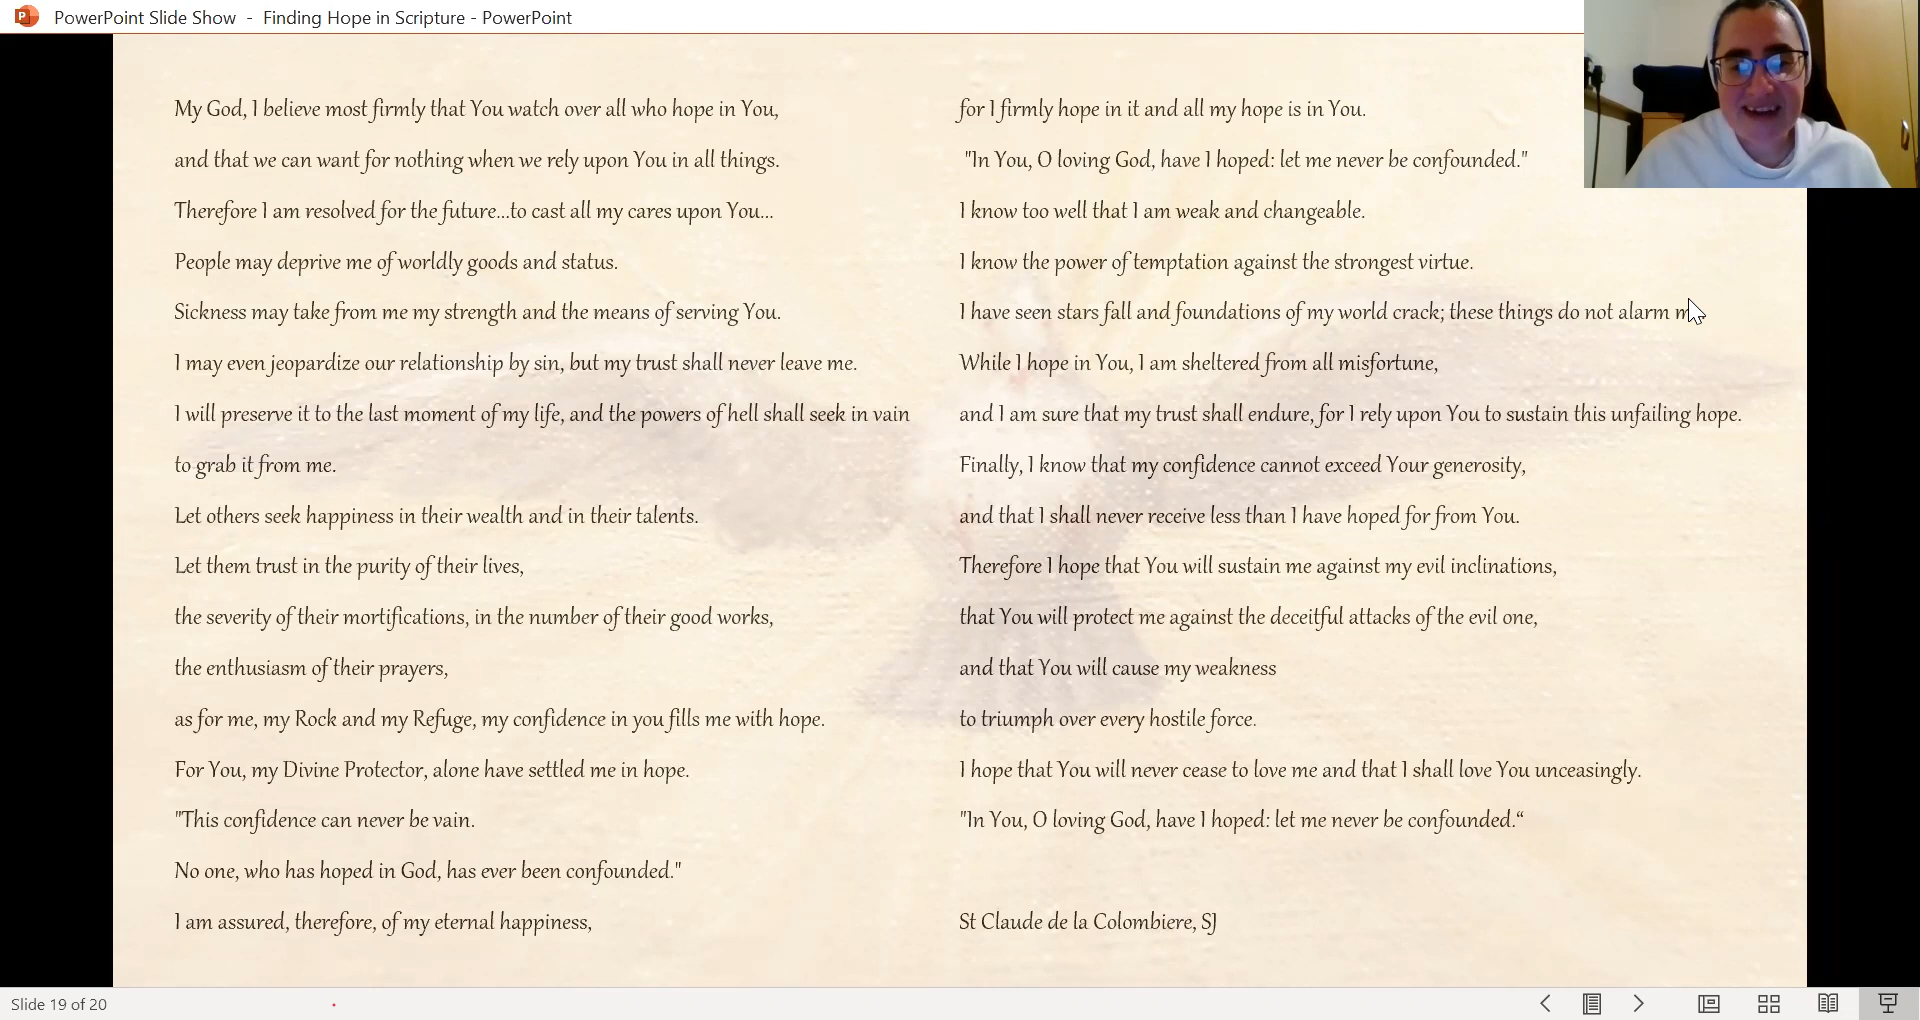 PowerPoint Slide Show - Finding Hope in Scripture - PowerPoint
My God, I believe most firmly that You watch over all who hope in You,
and that we can want for nothing when we rely upon You in all things.
Therefore I am resolved for the future...to cast all my cares upon You...
People may deprive me of worldly goods and status.
Sickness may take from me my strength and the means of serving You.
I may even jeopardize our relationship by sin, but my trust shall never leave me.
I will preserve it to the last moment of my life, and the powers of hell shall seek in vain
to grab it from me.
Let others seek happiness in their wealth and in their talents.
Let them trust in the purity of their lives,
the severity of their mortifications, in the number of their good works,
the enthusiasm of their prayers,
as for me, my Rock and my Refuge, my confidence in you fills me with hope.
For You, my Divine Protector, alone have settled me in hope.
"This confidence can never be vain.
No one, who has hoped in God, has ever been confounded."
I am assured, therefore, of my eternal happiness,
for I firmly hope in it and all my hope is in You.
"In You, O loving God, have I hoped: let me never be confounded."
I know too well that I am weak and changeable.
I know the power of temptation against the strongest virtue.
I have seen stars fall and foundations of my world crack; these things do not alarm
While I hope in You, I am sheltered from all misfortune,
and I am sure that my trust shall endure, for I rely upon You to sustain this unfailing hope.
Finally, I know that my confidence cannot exceed Your generosity,
and that I shall never receive less than I have hoped for from You.
Therefore I hope that You will sustain me against my evil inclinations,
that You will protect me against the deceitful attacks of the evil one,
and that You will cause my weakness
to triumph over every hostile force.
I hope that You will never cease to love me and that I shall love You unceasingly.
"In You, O loving God, have I hoped: let me never be confounded.“
St Claude de la Colombiere, SJ
Slide 19 of 20